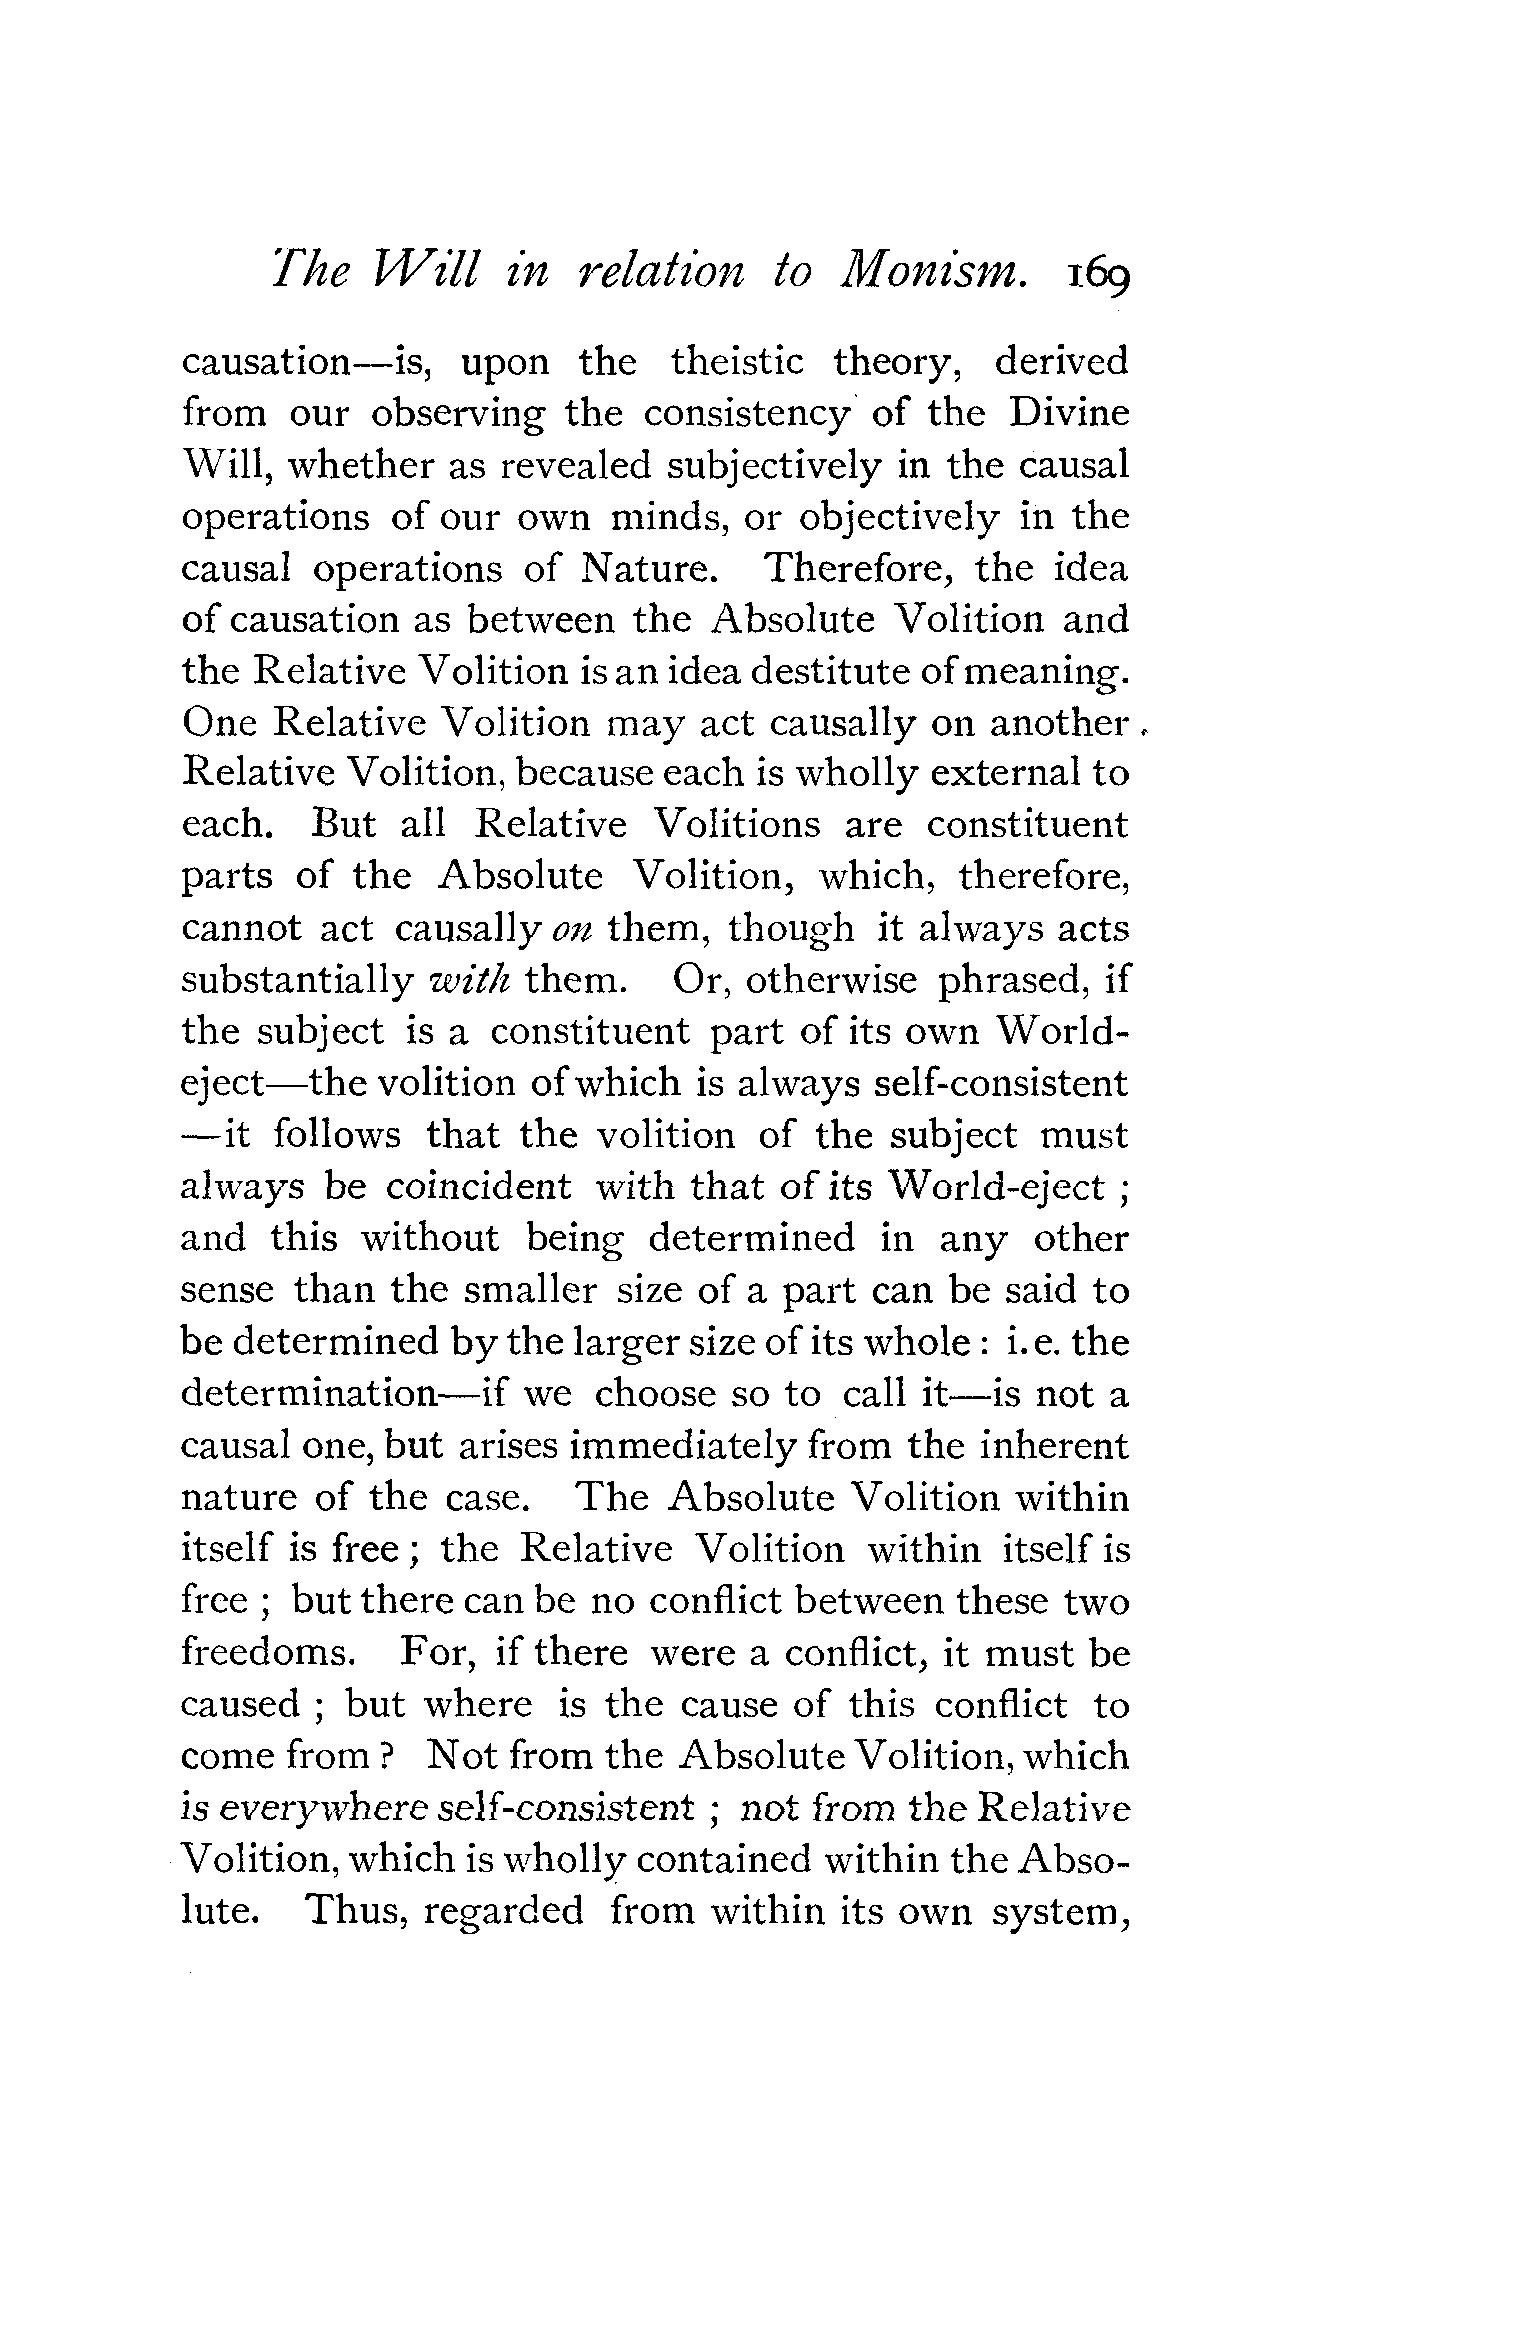 The Will in relation to Monism. 169
causation—is, upon the theistic theory, derived
from our observing the consistency of the Divine
Will, whether as revealed subjectively in the causal
operations of our own minds, or objectively in the
causal operations of Nature. Therefore, the idea
of causation as between the Absolute Volition and
the Relative Volition is an idea destitute of meaning.
One Relative Volition may act causally on another
Relative Volition, because each is wholly external to
each. But all Relative Volitions are constituent
parts of the Absolute Volition, which, therefore,
cannot act causally on them, though it always acts
substantially with them. Or, otherwise phrased, if
the subject is a constituent part of its own World-
eject—the volition of which is always self-consistent
—it follows that the volition of the subject must
always be coincident with that of its World-eject ;
and this without being determined in any other
sense than the smaller size of a part can be said to
be determined by the larger size of its whole : i. e. the
determination—if we choose so to call it—is not a
causal one, but arises immediately from the inherent
nature of the case. The Absolute Volition within
itself is free ; the Relative Volition within itself is
free ; but there can be no conflict between these two
freedoms. For, if there were a conflict, it must be
caused ; but where is the cause of this conflict to
come from ? Not from the Absolute Volition, which
is everywhere self-consistent ; not from the Relative
Volition, which is wholly contained within the Abso-
lute. Thus, regarded from within its own system,